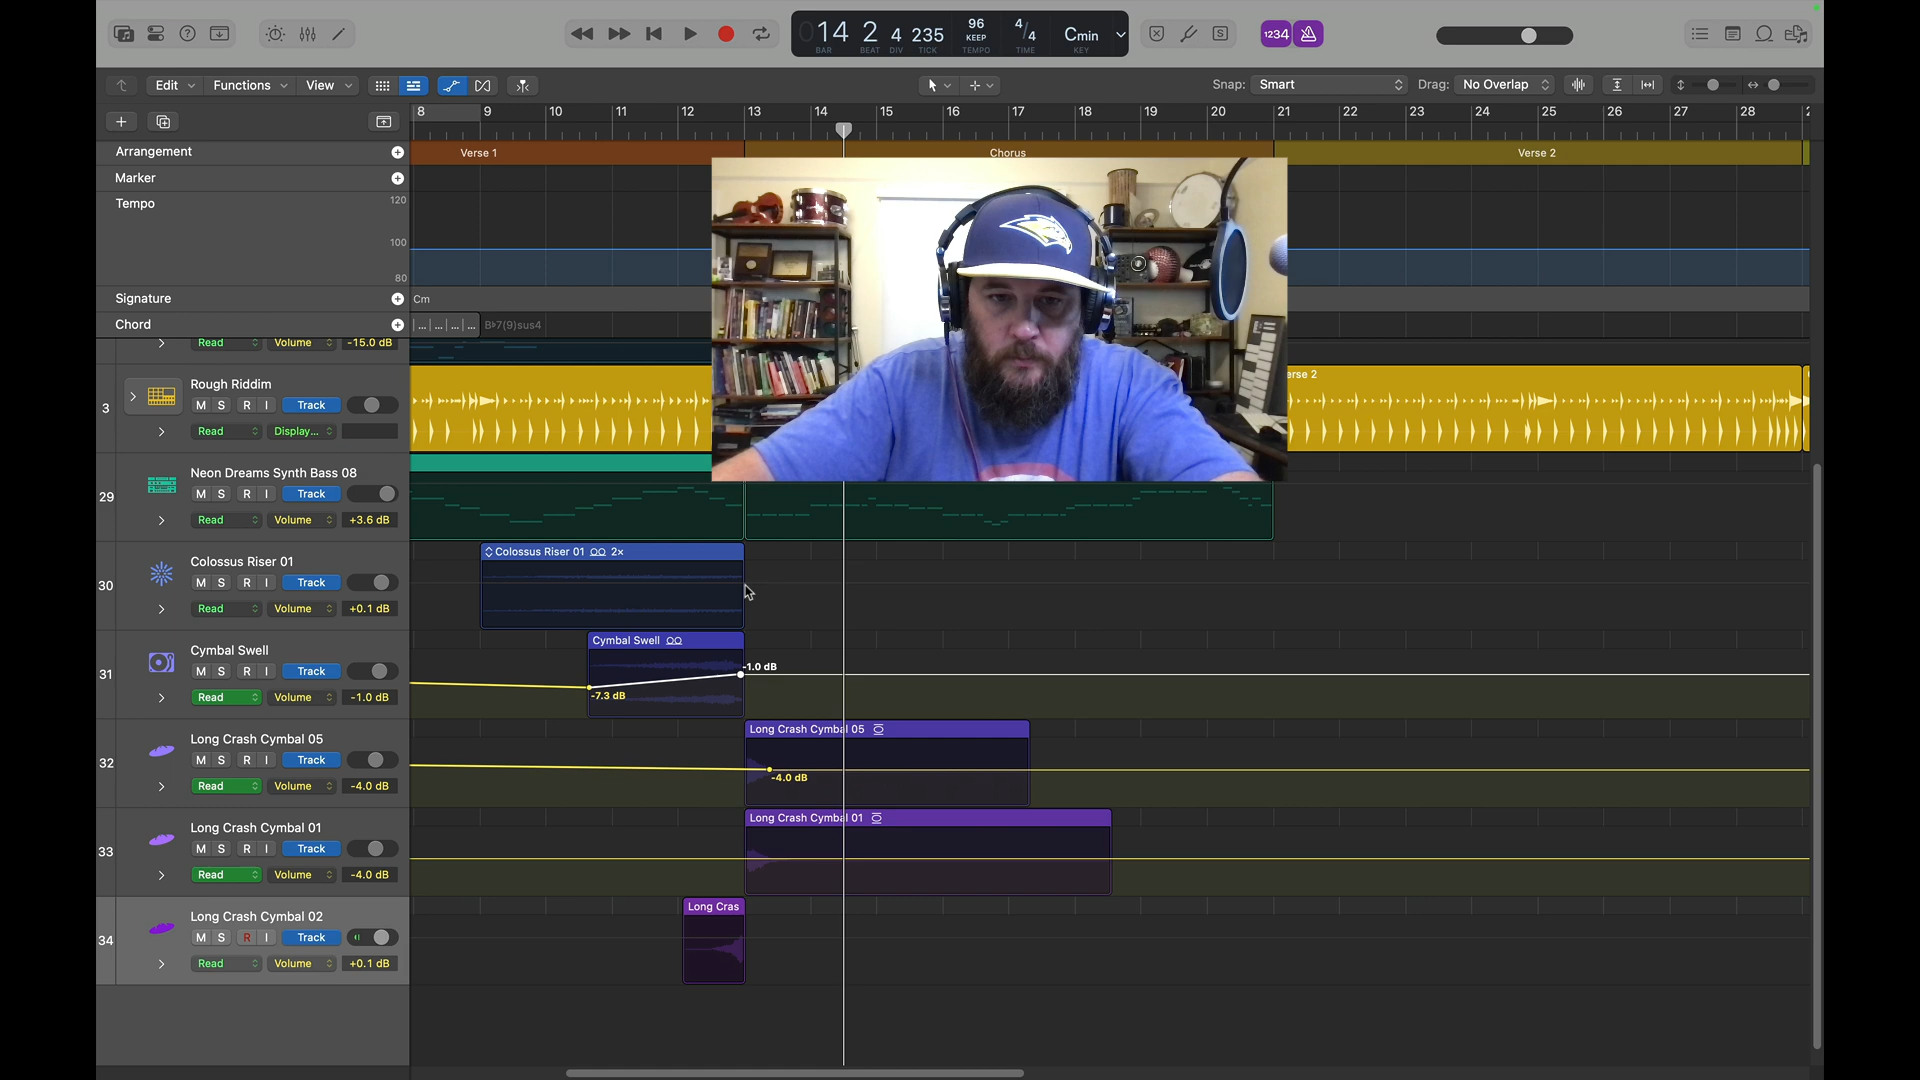 014 2 4 235
BAR BEAT DIV TICK
96
KEEP
TEMPO
4/4
TIME
Cmin
KEY
1234
S
Edit
Functions
View
Snap: Smart
Drag: No Overlap
8 9 10 11 12 13 14 15 16 17 18 19 20 21 22 23 24 25 26 27 28
Arrangement
Verse 1
Chorus
Verse 2
Marker
Tempo
120
100
80
Signature
Cm
Chord
... ... ... ...
B♭7(9)sus4
Read Volume -15.0 dB
3
Rough Riddim
M S R I Track
Read Display...
erse 2
29
Neon Dreams Synth Bass 08
M S R I Track
Read Volume +3.6 dB
30
Colossus Riser 01
M S R I Track
Read Volume +0.1 dB
Colossus Riser 01 2×
31
Cymbal Swell
M S R I Track
Read Volume -1.0 dB
Cymbal Swell
-1.0 dB
-7.3 dB
32
Long Crash Cymbal 05
M S R I Track
Read Volume -4.0 dB
Long Crash Cymbal 05
-4.0 dB
33
Long Crash Cymbal 01
M S R I Track
Read Volume -4.0 dB
Long Crash Cymbal 01
34
Long Crash Cymbal 02
M S R I Track
Read Volume +0.1 dB
Long Cras